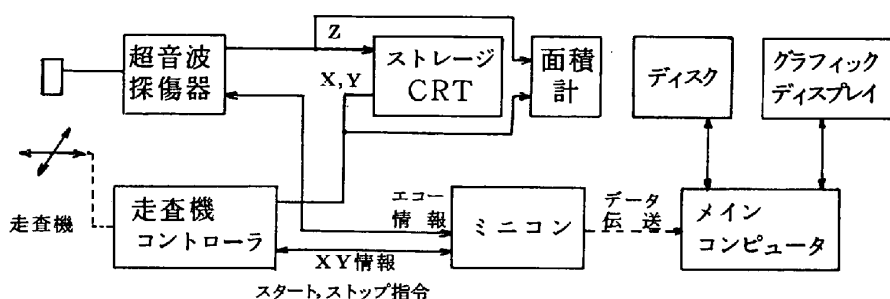 超音波
探傷器
Z
X, Y
ストレージ
CRT
面積
計
ディスク
グラフィック
ディスプレイ
走査機
走査機
コントローラ
エコー
情報
XY情報
スタート, ストップ指令
ミニコン
データ
伝送
メイン
コンピュータ